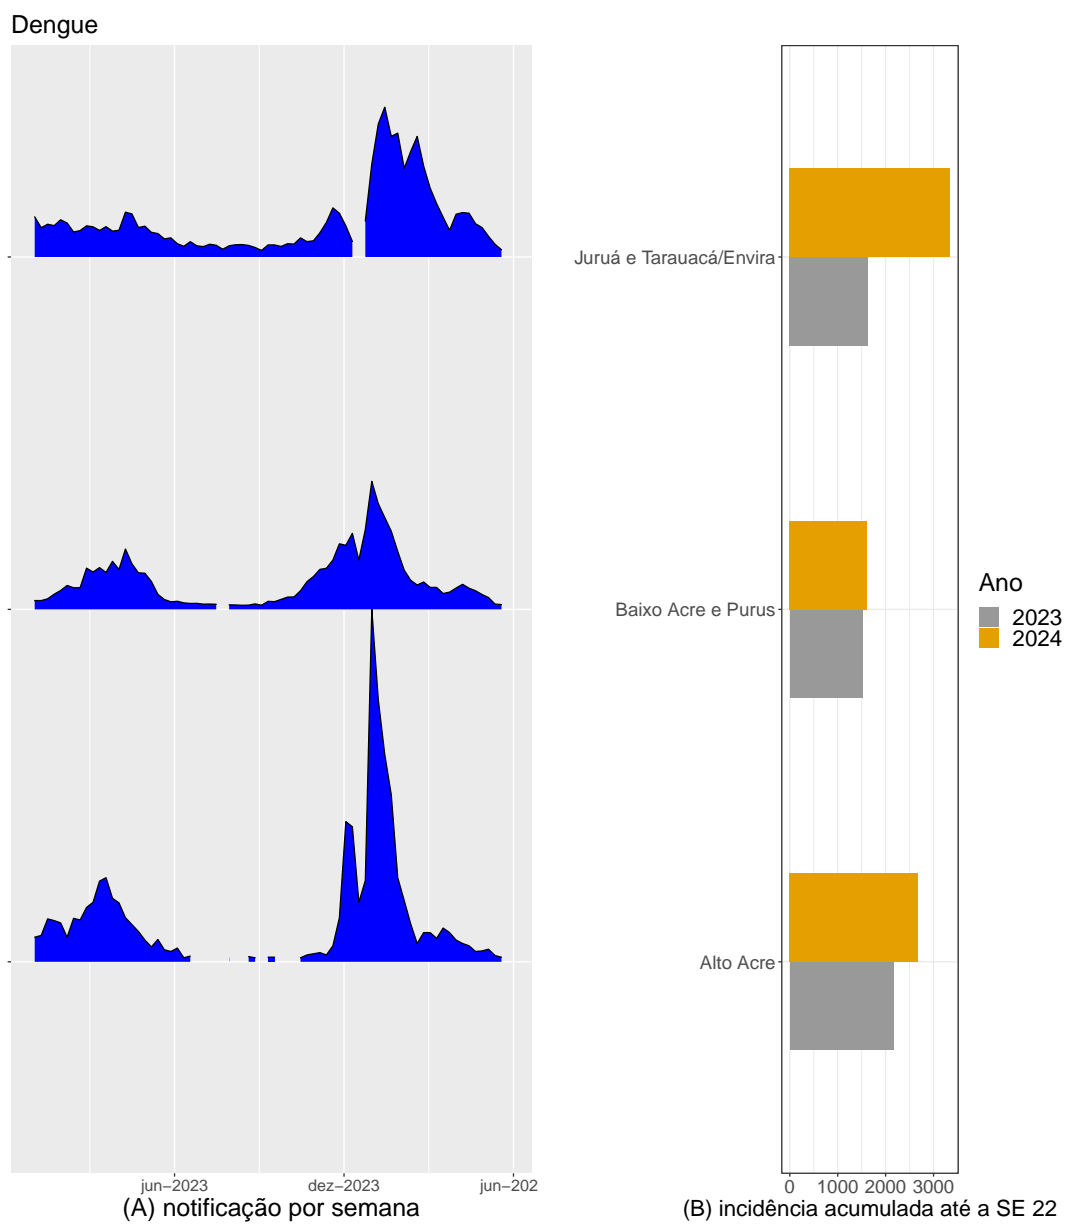 Dengue
Juruá e Tarauacá/Envira
Baixo Acre e Purus
Alto Acre
Ano
2023
2024
jun−2023 dez−2023 jun−202
0 1000 2000 3000
(A) notificação por semana
(B) incidência acumulada até a SE 22